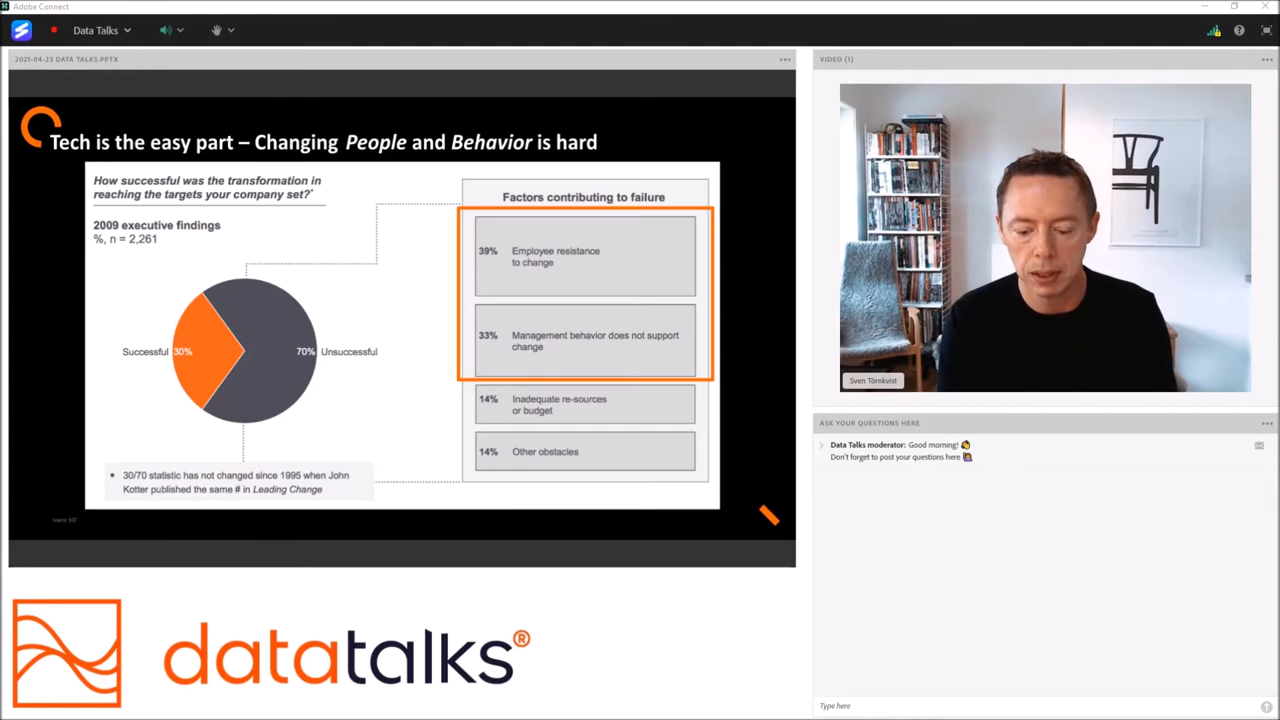 Adobe Connect
Data Talks
2021-04-23 DATA TALKS.PPTX
Tech is the easy part – Changing People and Behavior is hard
How successful was the transformation in
reaching the targets your company set?*
2009 executive findings
%, n = 2,261
Successful 30%
70% Unsuccessful
• 30/70 statistic has not changed since 1995 when John
Kotter published the same # in Leading Change
Factors contributing to failure
39% Employee resistance
to change
33% Management behavior does not support
change
14% Inadequate re-sources
or budget
14% Other obstacles
VIDEO (1)
Sven Törnkvist
ASK YOUR QUESTIONS HERE
Data Talks moderator: Good morning! 🙋
Don't forget to post your questions here 🙋
Type here
datatalks®